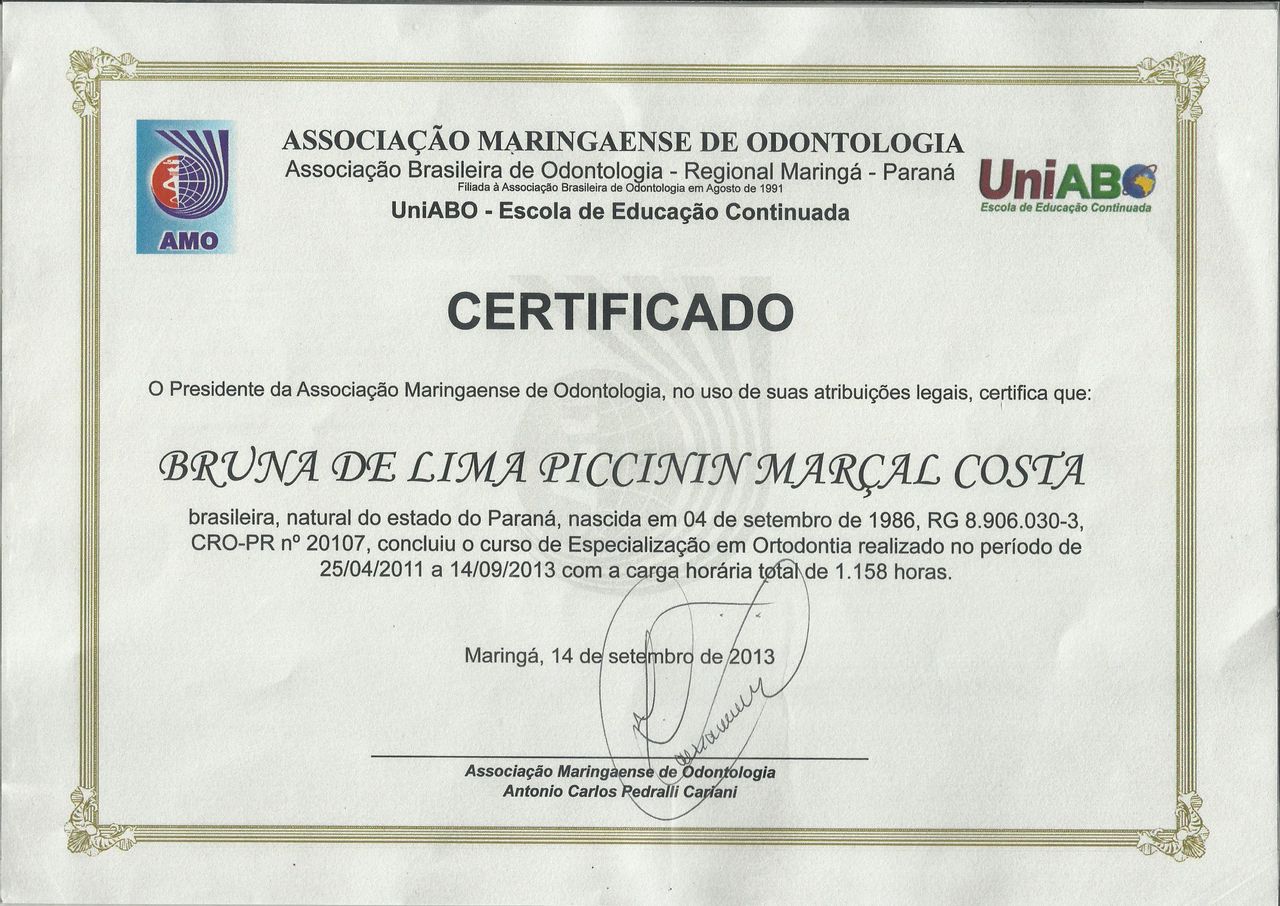 ASSOCIAÇÃO MARINGAENSE DE ODONTOLOGIA
Associação Brasileira de Odontologia - Regional Maringá - Paraná
Filiada à Associação Brasileira de Odontologia em Agosto de 1991
UniABO - Escola de Educação Continuada
AMO
UniABO
Escola de Educação Continuada
CERTIFICADO
O Presidente da Associação Maringaense de Odontologia, no uso de suas atribuições legais, certifica que:
BRUNA DE LIMA PICCININ MARÇAL COSTA
brasileira, natural do estado do Paraná, nascida em 04 de setembro de 1986, RG 8.906.030-3,
CRO-PR nº 20107, concluiu o curso de Especialização em Ortodontia realizado no período de
25/04/2011 a 14/09/2013 com a carga horária total de 1.158 horas.
Maringá, 14 de setembro de 2013
Associação Maringaense de Odontologia
Antonio Carlos Pedralli Cariani